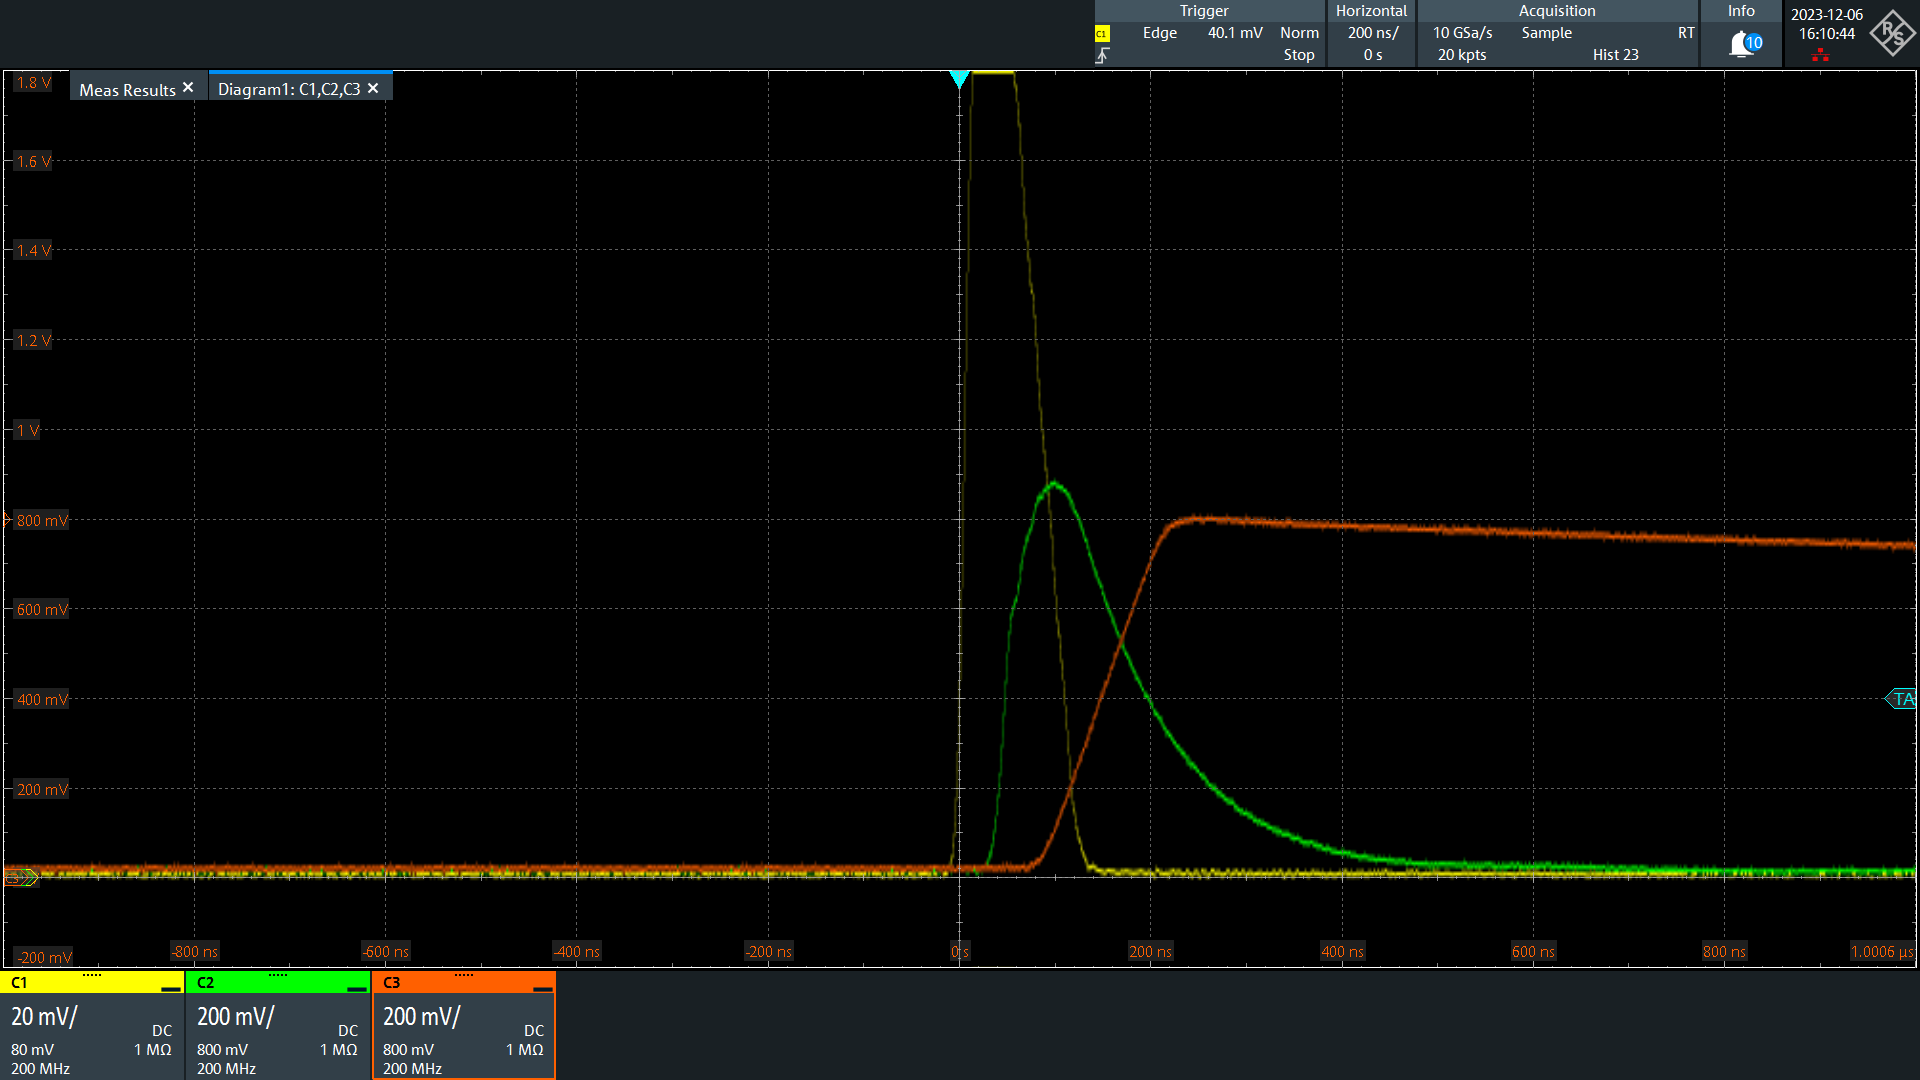 Trigger
C1 Edge 40.1 mV Norm
Stop
Horizontal
200 ns/
0 s
Acquisition
10 GSa/s Sample RT
20 kpts Hist 23
Info
10
2023-12-06
16:10:44
R S
Meas Results ✕ Diagram1: C1,C2,C3 ✕
1.8 V
1.6 V
1.4 V
1.2 V
1 V
800 mV
600 mV
400 mV
TA
200 mV
-200 mV
-800 ns -600 ns -400 ns -200 ns 0 s 200 ns 400 ns 600 ns 800 ns 1.0006 µs
C1
20 mV/
DC
80 mV 1 MΩ
200 MHz
C2
200 mV/
DC
800 mV 1 MΩ
200 MHz
C3
200 mV/
DC
800 mV 1 MΩ
200 MHz